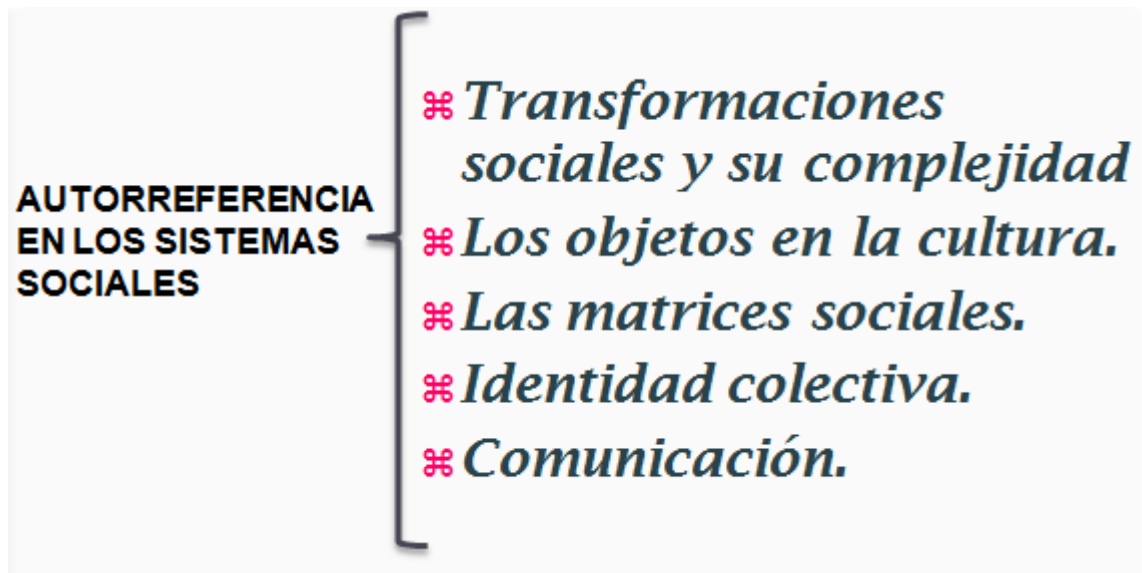 AUTORREFERENCIA
EN LOS SISTEMAS
SOCIALES
⌘ Transformaciones
sociales y su complejidad
⌘ Los objetos en la cultura.
⌘ Las matrices sociales.
⌘ Identidad colectiva.
⌘ Comunicación.